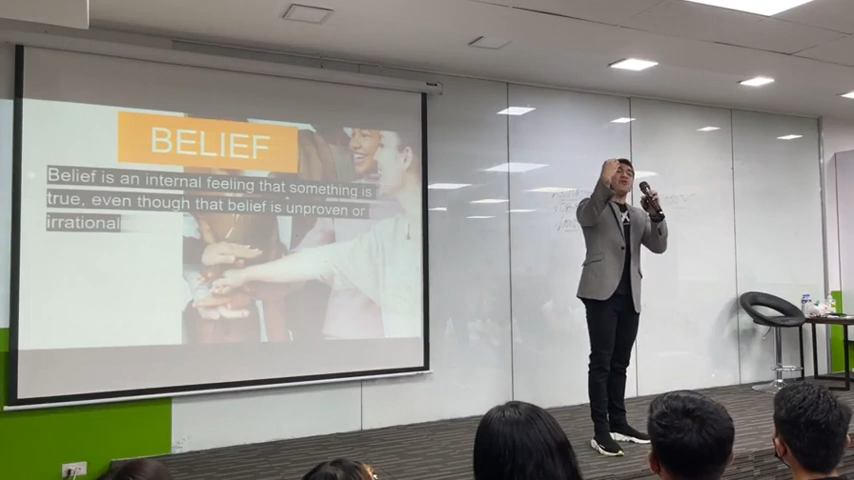 BELIEF
Belief is an internal feeling that something is
true, even though that belief is unproven or
irrational